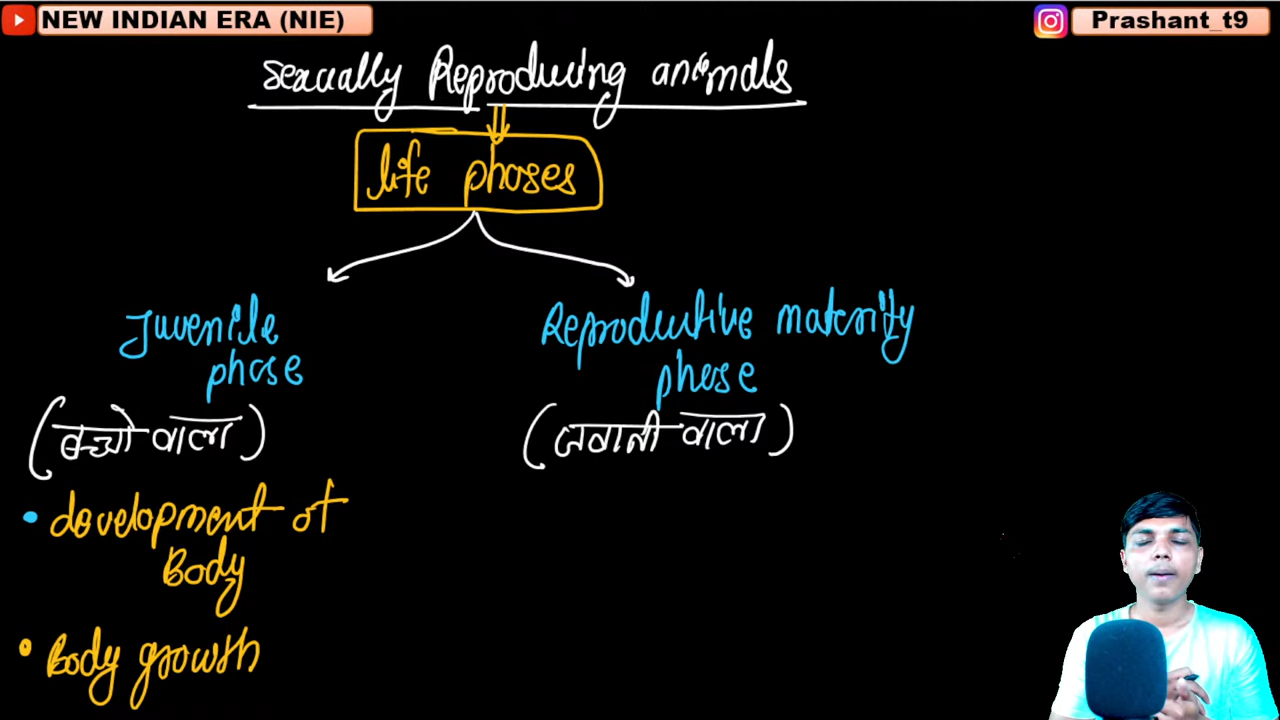 NEW INDIAN ERA (NIE)
Prashant_t9
Sexually Reproducing animals
life phases
Juvenile
phase
Reproductive maturity
phase
(बच्चो वाला)
(जवानी वाला)
• development of
Body
• Body growth